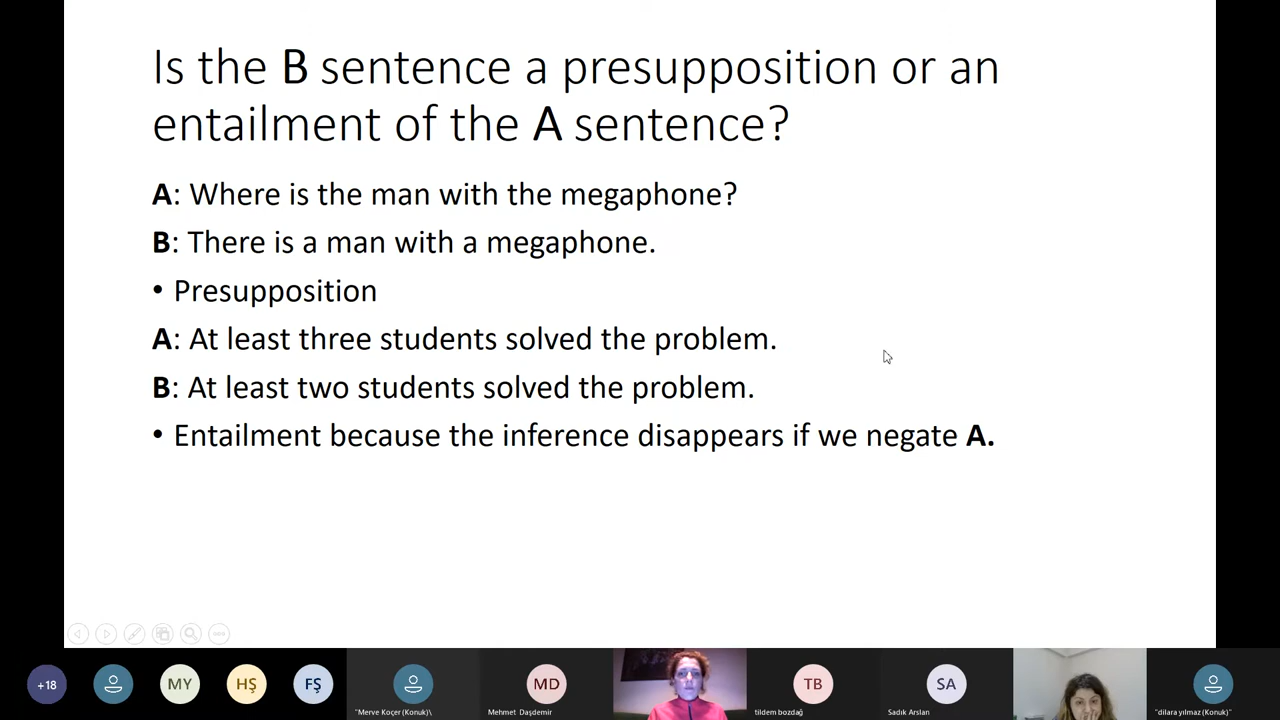 Is the B sentence a presupposition or an
entailment of the A sentence?
A: Where is the man with the megaphone?
B: There is a man with a megaphone.
• Presupposition
A: At least three students solved the problem.
B: At least two students solved the problem.
• Entailment because the inference disappears if we negate A.
+18
MY
HŞ
FŞ
"Merve Koçer (Konuk)\
MD
Mehmet Daşdemir
TB
tildem bozdağ
SA
Sadık Arslan
"dilara yılmaz (Konuk)"